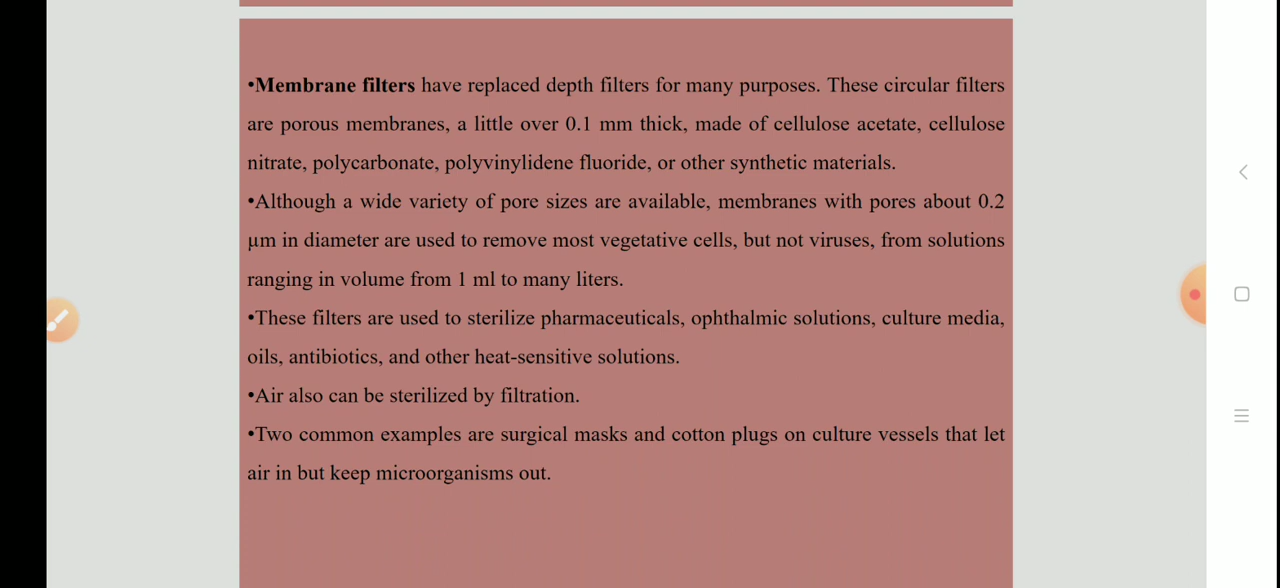 •Membrane filters have replaced depth filters for many purposes. These circular filters
are porous membranes, a little over 0.1 mm thick, made of cellulose acetate, cellulose
nitrate, polycarbonate, polyvinylidene fluoride, or other synthetic materials.
•Although a wide variety of pore sizes are available, membranes with pores about 0.2
µm in diameter are used to remove most vegetative cells, but not viruses, from solutions
ranging in volume from 1 ml to many liters.
•These filters are used to sterilize pharmaceuticals, ophthalmic solutions, culture media,
oils, antibiotics, and other heat-sensitive solutions.
•Air also can be sterilized by filtration.
•Two common examples are surgical masks and cotton plugs on culture vessels that let
air in but keep microorganisms out.